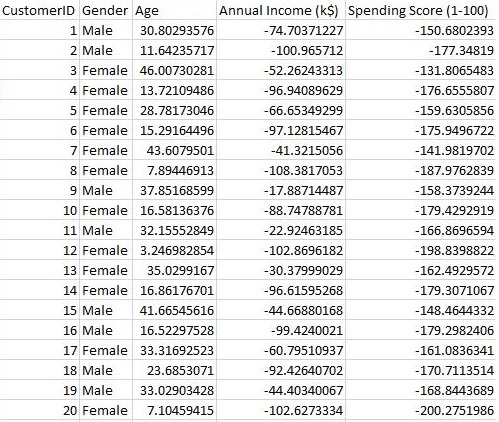 CustomerID Gender Age Annual Income (k$) Spending Score (1-100)
1 Male 30.80293576 -74.70371227 -150.6802393
2 Male 11.64235717 -100.965712 -177.34819
3 Female 46.00730281 -52.26243313 -131.8065483
4 Female 13.72109486 -96.94089629 -176.6555807
5 Female 28.78173046 -66.65349299 -159.6305856
6 Female 15.29164496 -97.12815467 -175.9496722
7 Female 43.6079501 -41.3215056 -141.9819702
8 Female 7.89446913 -108.3817053 -187.9762839
9 Male 37.85168599 -17.88714487 -158.3739244
10 Female 16.58136376 -88.74788781 -179.4292919
11 Male 32.15552849 -22.92463185 -166.8696594
12 Female 3.246982854 -102.8696182 -198.8398822
13 Female 35.0299167 -30.37999029 -162.4929572
14 Female 16.86176701 -96.61595268 -179.3071067
15 Male 41.66545616 -44.66880168 -148.4644332
16 Male 16.52297528 -99.4240021 -179.2982406
17 Female 33.31692523 -60.79510937 -161.0836341
18 Male 23.6853071 -92.42640702 -170.7113514
19 Male 33.02903428 -44.40340067 -168.8443689
20 Female 7.10459415 -102.6273334 -200.2751986